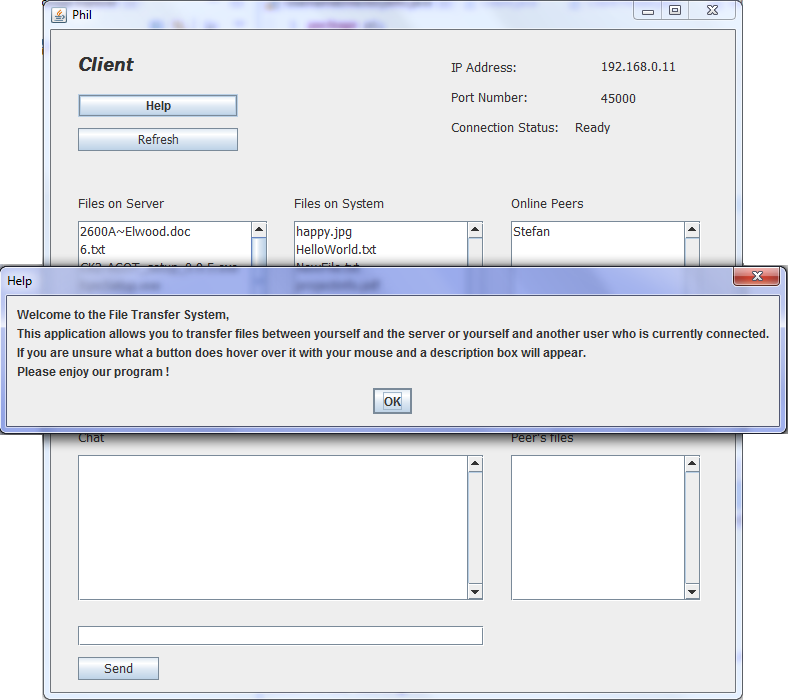 Phil
Client
IP Address: 192.168.0.11
Help
Port Number: 45000
Connection Status: Ready
Refresh
Files on Server Files on System Online Peers
2600A~Elwood.doc happy.jpg Stefan
6.txt HelloWorld.txt
Help
Welcome to the File Transfer System,
This application allows you to transfer files between yourself and the server or yourself and another user who is currently connected.
If you are unsure what a button does hover over it with your mouse and a description box will appear.
Please enjoy our program !
OK
Chat Peer's files
Send